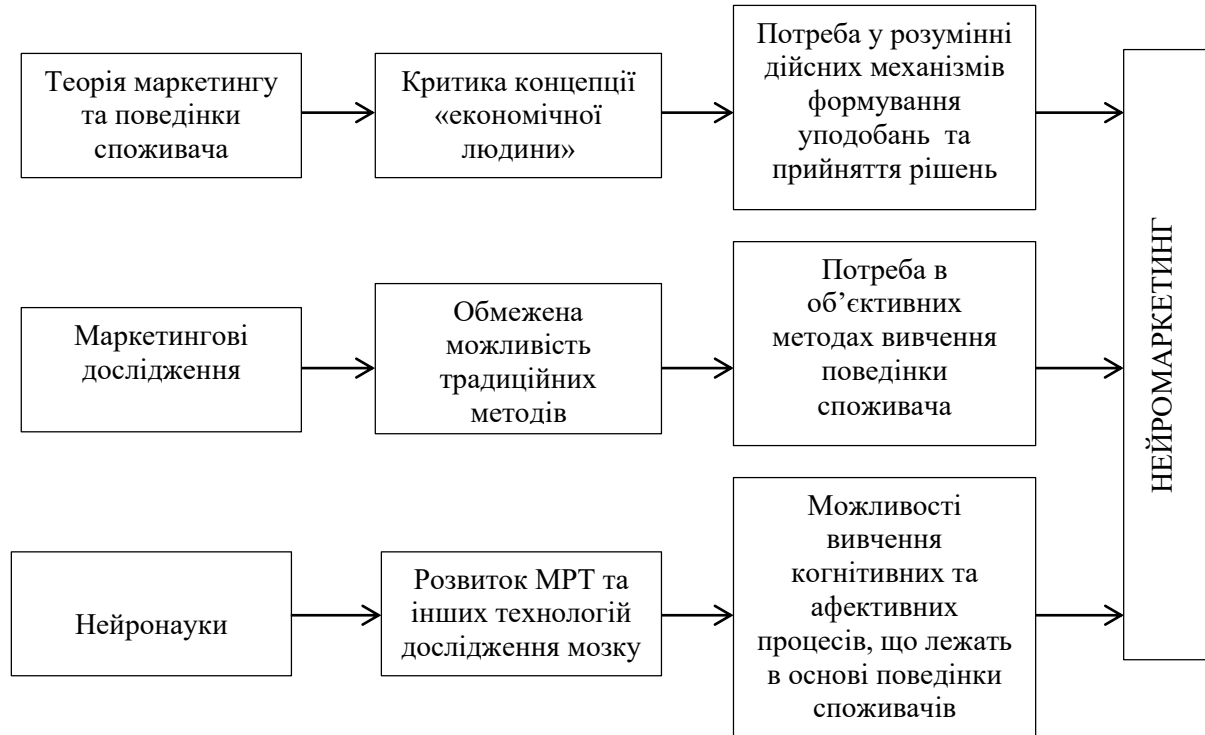 Теорія маркетингу
та поведінки
споживача
Критика концепції
«економічної
людини»
Потреба у розумінні
дійсних механізмів
формування
уподобань та
прийняття рішень
Маркетингові
дослідження
Обмежена
можливість
традиційних
методів
Потреба в
об’єктивних
методах вивчення
поведінки
споживача
Нейронауки
Розвиток МРТ та
інших технологій
дослідження мозку
Можливості
вивчення
когнітивних та
афективних
процесів, що лежать
в основі поведінки
споживачів
НЕЙРОМАРКЕТИНГ